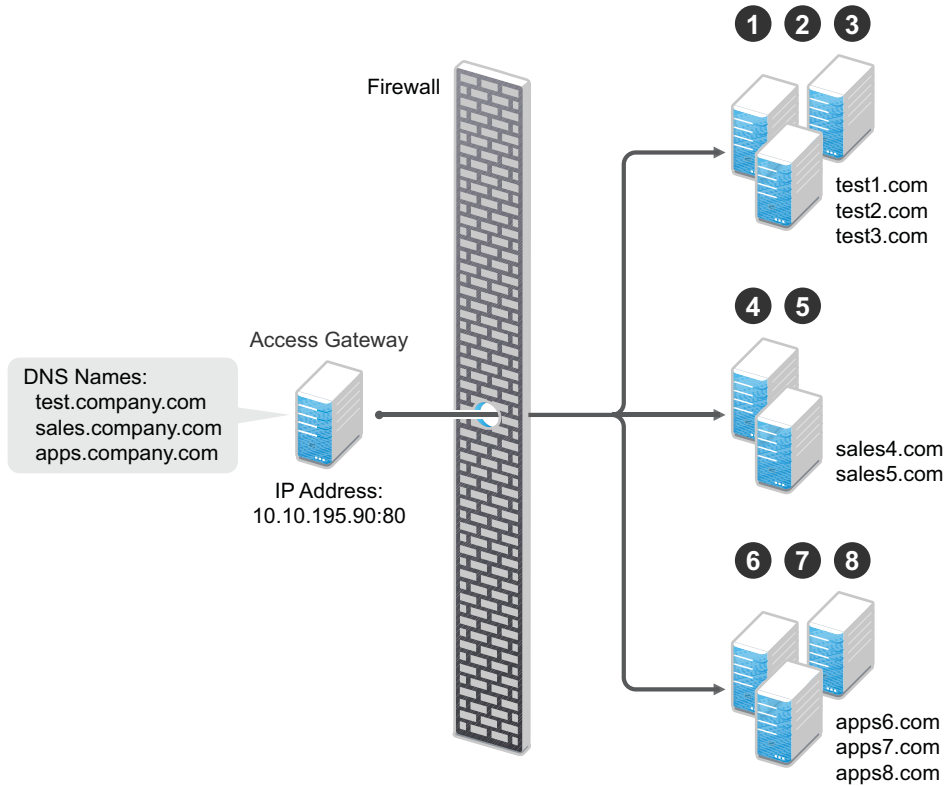 1 2 3
Firewall
test1.com
test2.com
test3.com
4 5
Access Gateway
DNS Names:
test.company.com
sales.company.com
apps.company.com
IP Address:
10.10.195.90:80
sales4.com
sales5.com
6 7 8
apps6.com
apps7.com
apps8.com